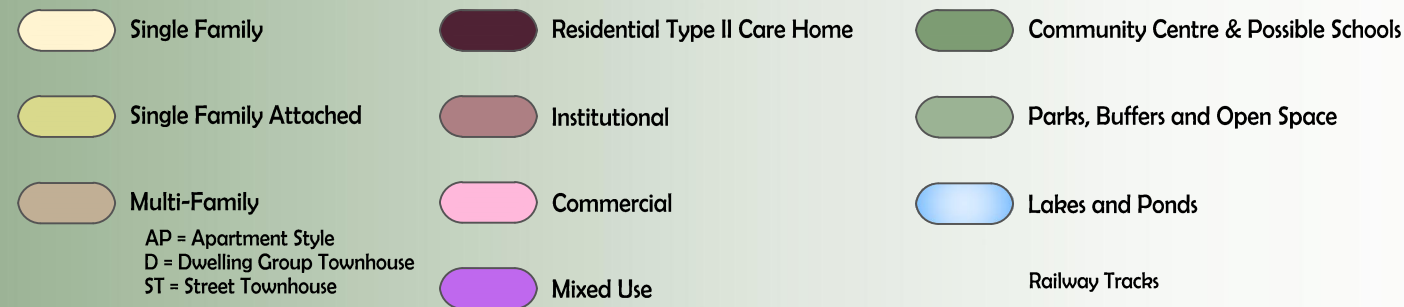 Single Family
Single Family Attached
Multi-Family
AP = Apartment Style
D = Dwelling Group Townhouse
ST = Street Townhouse
Residential Type II Care Home
Institutional
Commercial
Mixed Use
Community Centre & Possible Schools
Parks, Buffers and Open Space
Lakes and Ponds
Railway Tracks